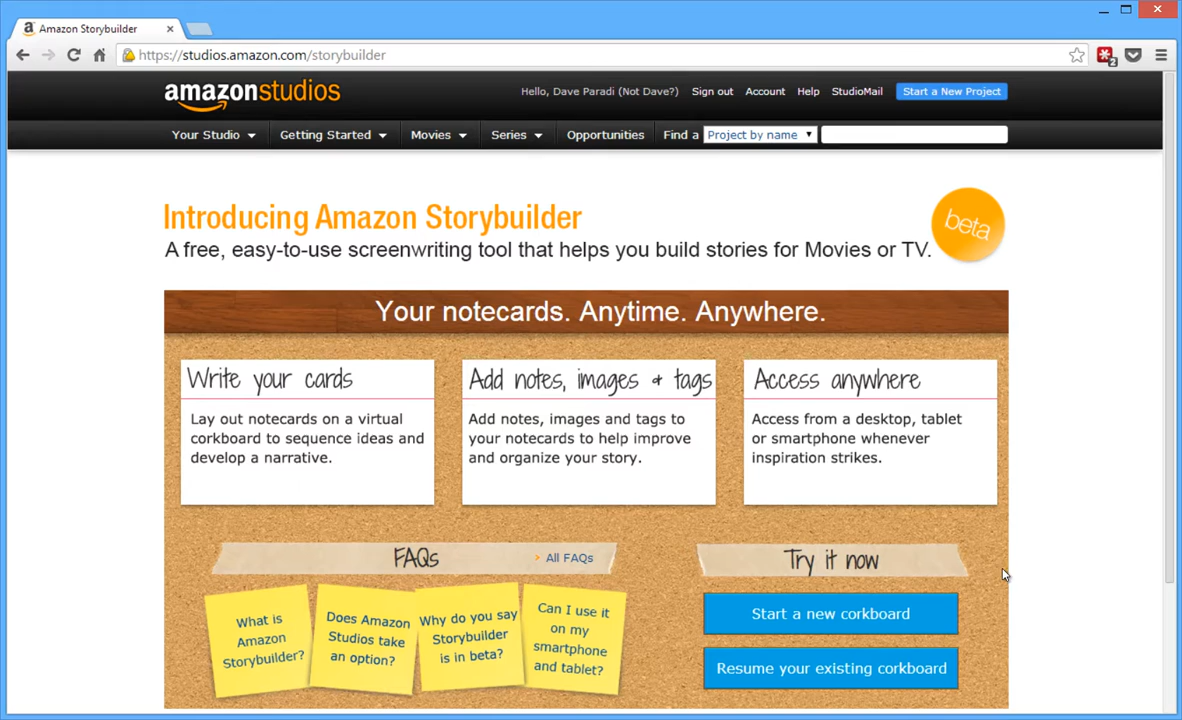 Amazon Storybuilder
https://studios.amazon.com/storybuilder
2
amazonstudios
Hello, Dave Paradi (Not Dave?) Sign out Account Help StudioMail Start a New Project
Your Studio Getting Started Movies Series Opportunities Find a Project by name
Introducing Amazon Storybuilder
beta
A free, easy-to-use screenwriting tool that helps you build stories for Movies or TV.
Your notecards. Anytime. Anywhere.
Write your cards
Lay out notecards on a virtual
corkboard to sequence ideas and
develop a narrative.
Add notes, images & tags
Add notes, images and tags to
your notecards to help improve
and organize your story.
Access anywhere
Access from a desktop, tablet
or smartphone whenever
inspiration strikes.
FAQs
All FAQs
What is
Amazon
Storybuilder?
Does Amazon
Studios take
an option?
Why do you say
Storybuilder
is in beta?
Can I use it
on my
smartphone
and tablet?
Try it now
Start a new corkboard
Resume your existing corkboard